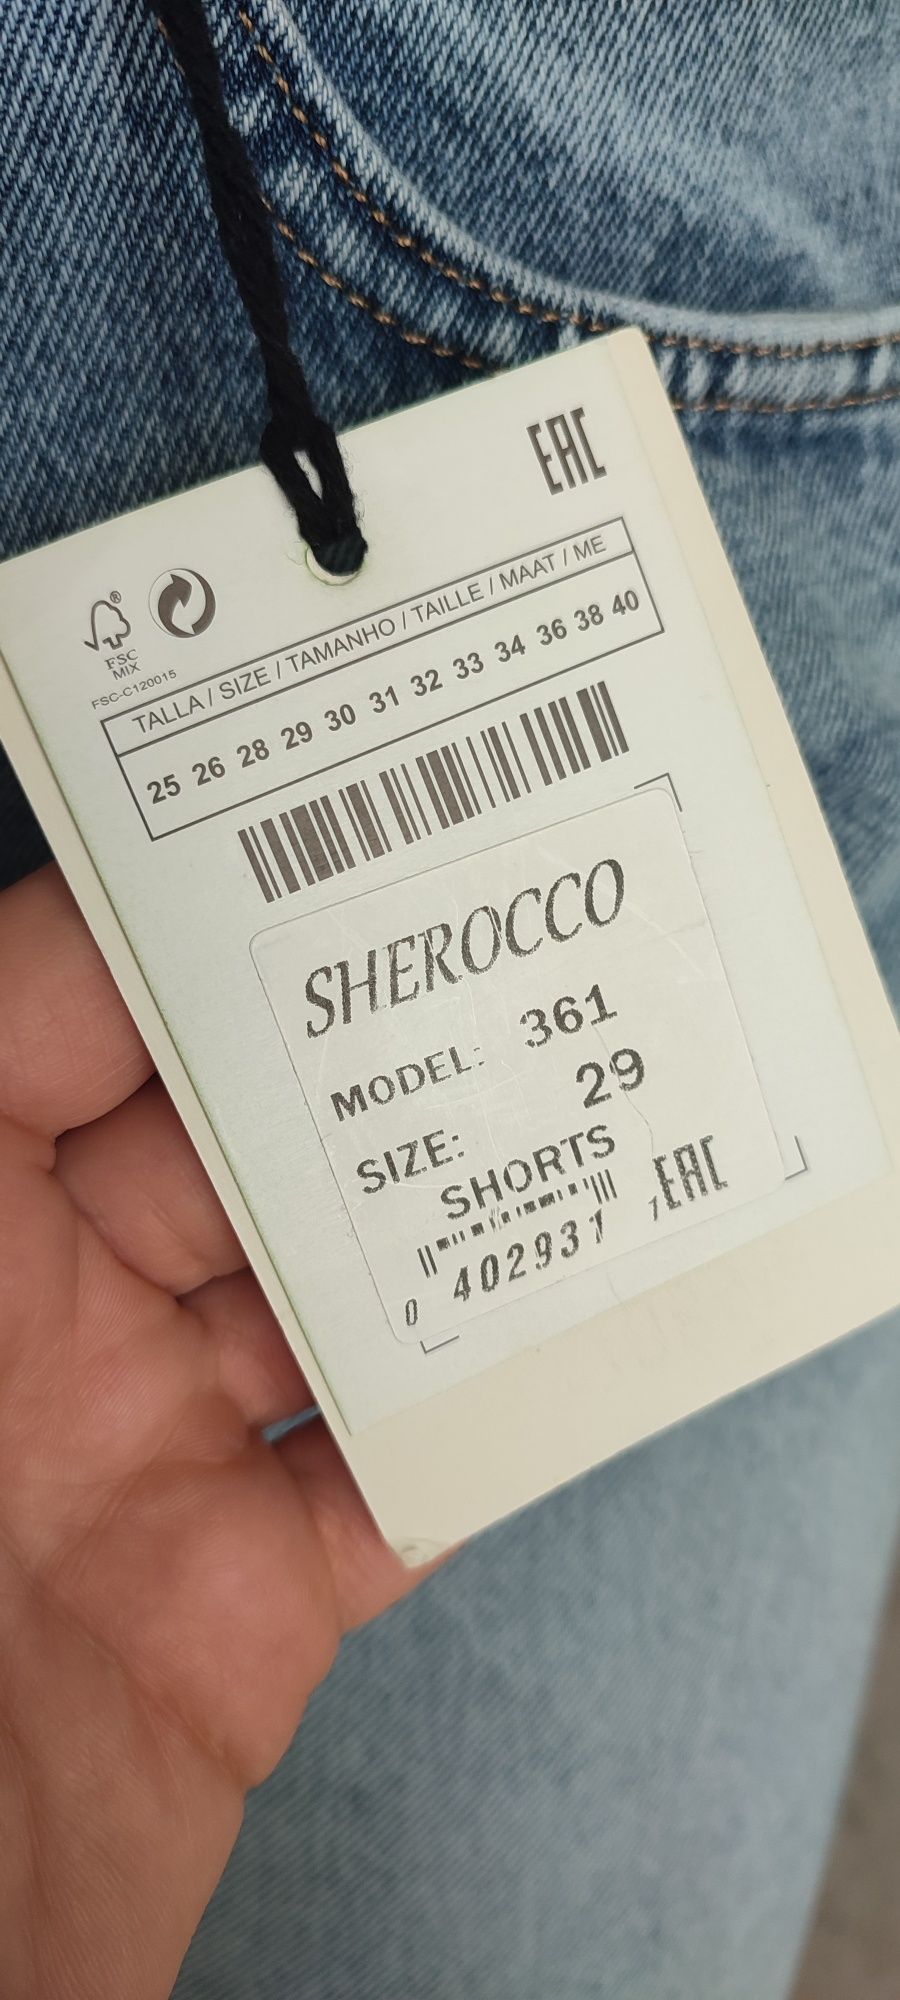 EAC
FSC
MIX
FSC-C120015
TALLA / SIZE / TAMANHO / TAILLE / MAAT / ME
25 26 28 29 30 31 32 33 34 36 38 40
SHEROCCO
MODEL: 361
SIZE: 29
SHORTS
0 402931 1
EAC